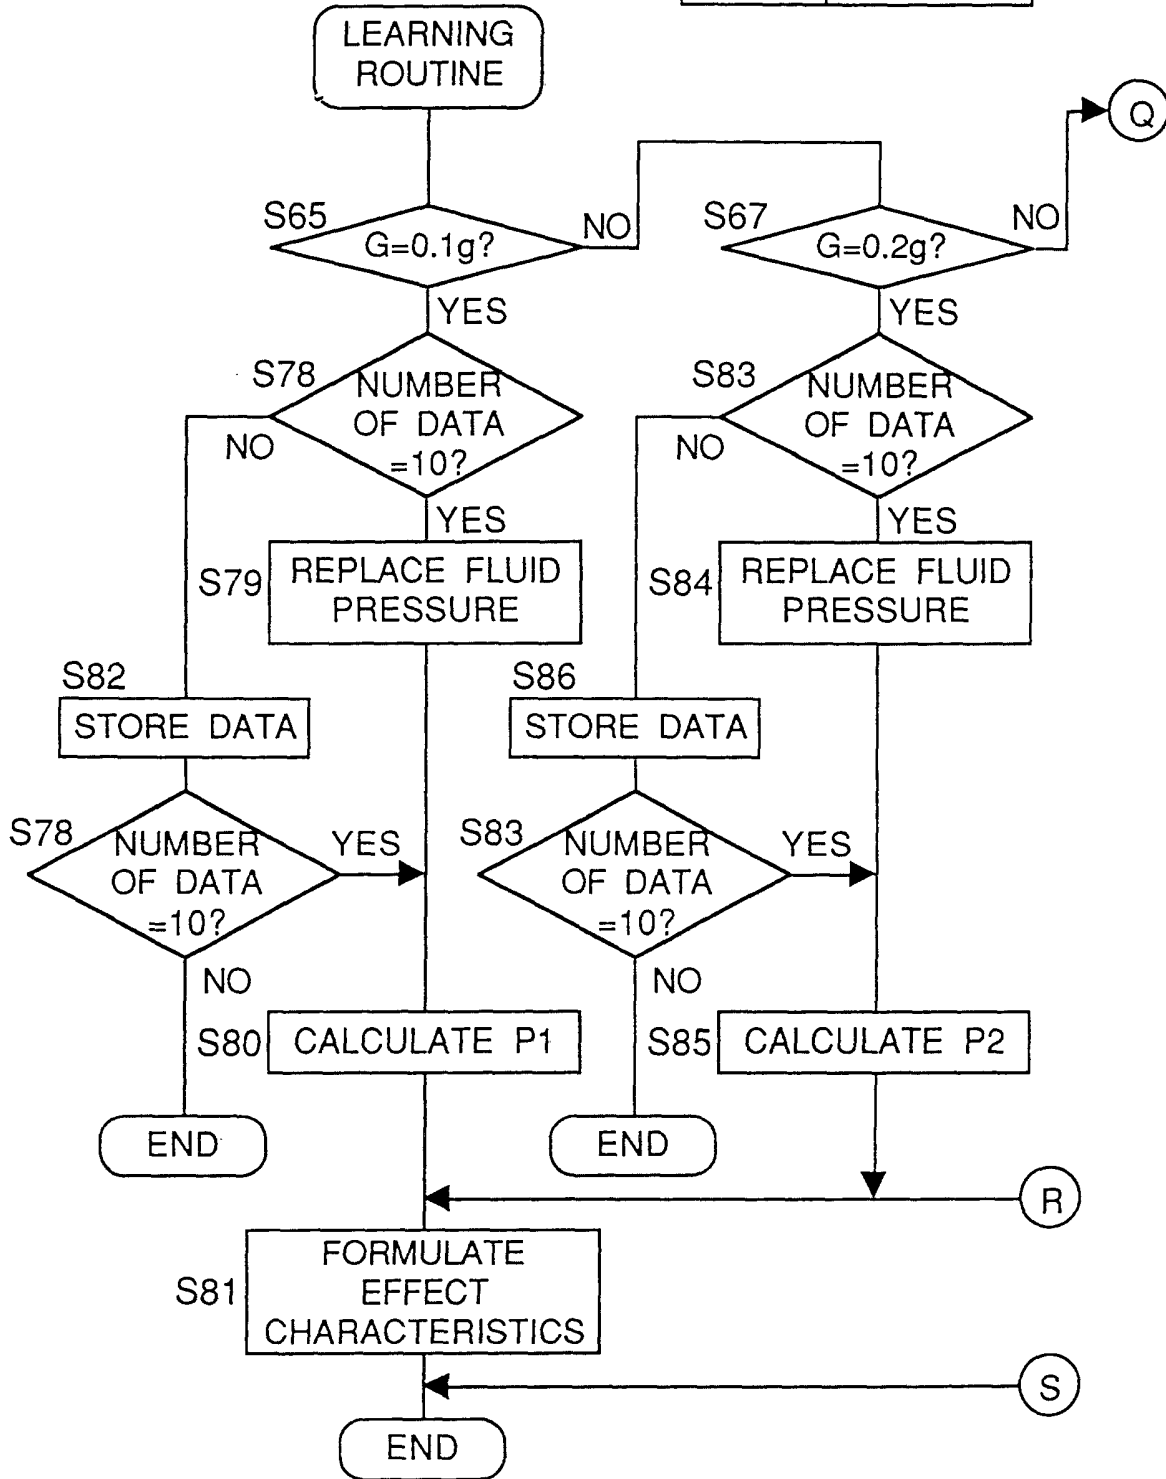 LEARNING
ROUTINE
Q
S65
G=0.1g?
NO
S67
G=0.2g?
NO
YES
YES
S78
NUMBER
OF DATA
=10?
NO
S83
NUMBER
OF DATA
=10?
NO
YES
YES
S79
REPLACE FLUID
PRESSURE
S84
REPLACE FLUID
PRESSURE
S82
STORE DATA
S86
STORE DATA
S78
NUMBER
OF DATA
=10?
YES
S83
NUMBER
OF DATA
=10?
YES
NO
NO
S80
CALCULATE P1
S85
CALCULATE P2
END
END
R
S81
FORMULATE
EFFECT
CHARACTERISTICS
S
END